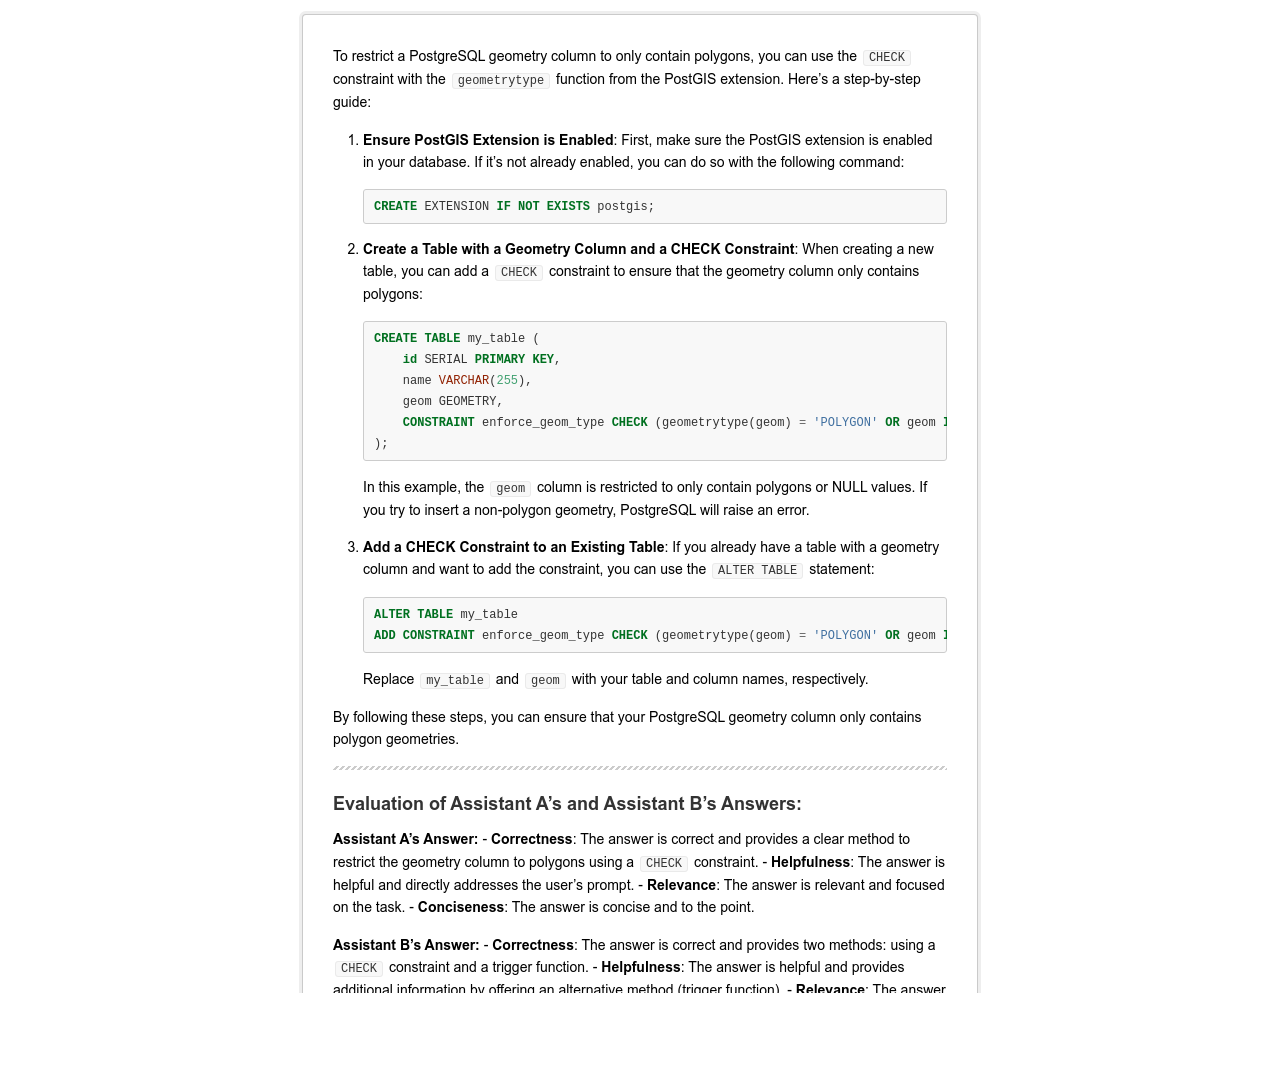 To restrict a PostgreSQL geometry column to only contain polygons, you can use the CHECK
constraint with the geometrytype function from the PostGIS extension. Here’s a step-by-step
guide:
1. Ensure PostGIS Extension is Enabled: First, make sure the PostGIS extension is enabled
in your database. If it’s not already enabled, you can do so with the following command:
CREATE EXTENSION IF NOT EXISTS postgis;
2. Create a Table with a Geometry Column and a CHECK Constraint: When creating a new
table, you can add a CHECK constraint to ensure that the geometry column only contains
polygons:
CREATE TABLE my_table (
    id SERIAL PRIMARY KEY,
    name VARCHAR(255),
    geom GEOMETRY,
    CONSTRAINT enforce_geom_type CHECK (geometrytype(geom) = 'POLYGON' OR geom
);
In this example, the geom column is restricted to only contain polygons or NULL values. If
you try to insert a non-polygon geometry, PostgreSQL will raise an error.
3. Add a CHECK Constraint to an Existing Table: If you already have a table with a geometry
column and want to add the constraint, you can use the ALTER TABLE statement:
ALTER TABLE my_table
ADD CONSTRAINT enforce_geom_type CHECK (geometrytype(geom) = 'POLYGON' OR geom
Replace my_table and geom with your table and column names, respectively.
By following these steps, you can ensure that your PostgreSQL geometry column only contains
polygon geometries.
Evaluation of Assistant A’s and Assistant B’s Answers:
Assistant A’s Answer: - Correctness: The answer is correct and provides a clear method to
restrict the geometry column to polygons using a CHECK constraint. - Helpfulness: The answer is
helpful and directly addresses the user’s prompt. - Relevance: The answer is relevant and focused
on the task. - Conciseness: The answer is concise and to the point.
Assistant B’s Answer: - Correctness: The answer is correct and provides two methods: using a
CHECK constraint and a trigger function. - Helpfulness: The answer is helpful and provides
additional information by offering an alternative method (trigger function). - Relevance: The answer